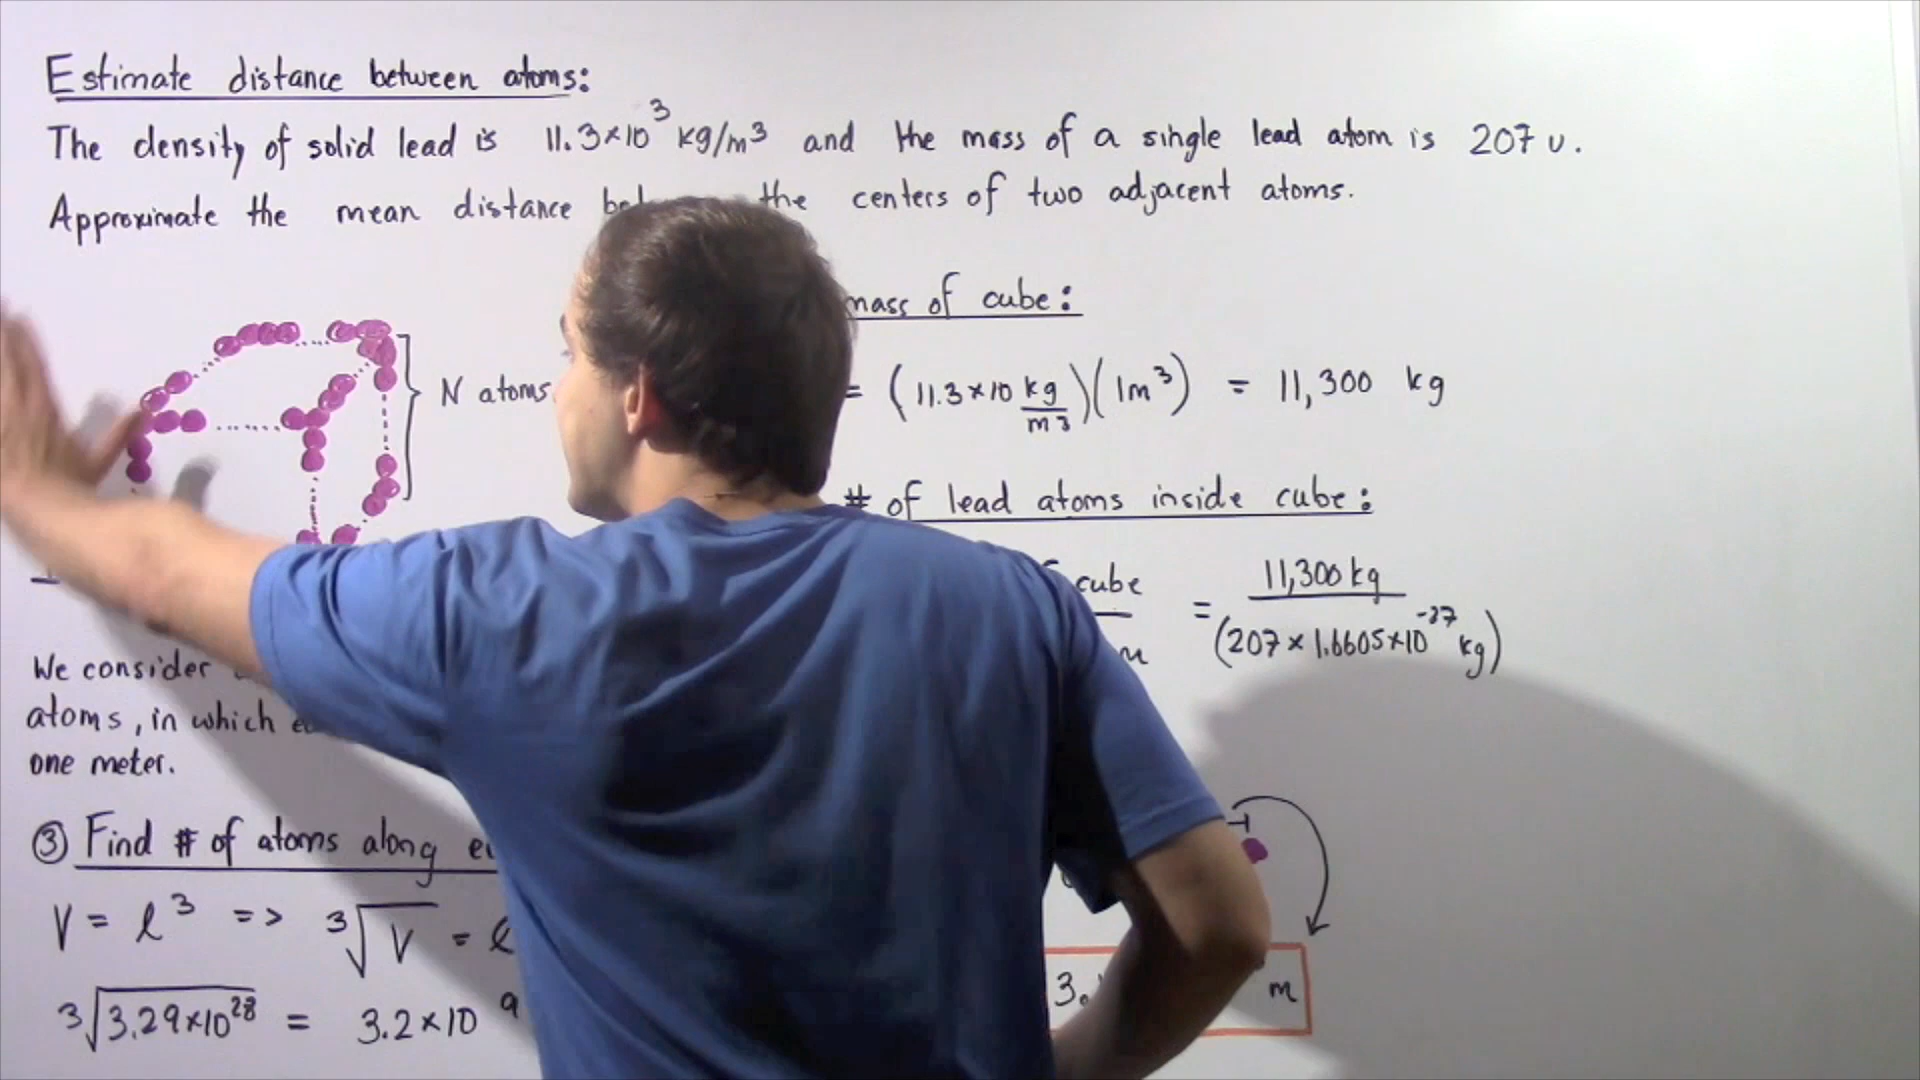 Estimate distance between atoms:
The density of solid lead is 11.3×10³ kg/m³ and the mass of a single lead atom is 207 u.
Approximate the mean distance the centers of two adjacent atoms.
mass of cube:
N atoms
= (11.3×10 kg/m³)(1m³) = 11,300 kg
# of lead atoms inside cube:
cube = 11,300 kg / (207 × 1.6605×10⁻²⁷ kg)
We consider
atoms, in which
one meter.
③ Find # of atoms along
V = ℓ³ => ³√V = ℓ
³√3.29×10²⁸ = 3.2×10⁹
3. m